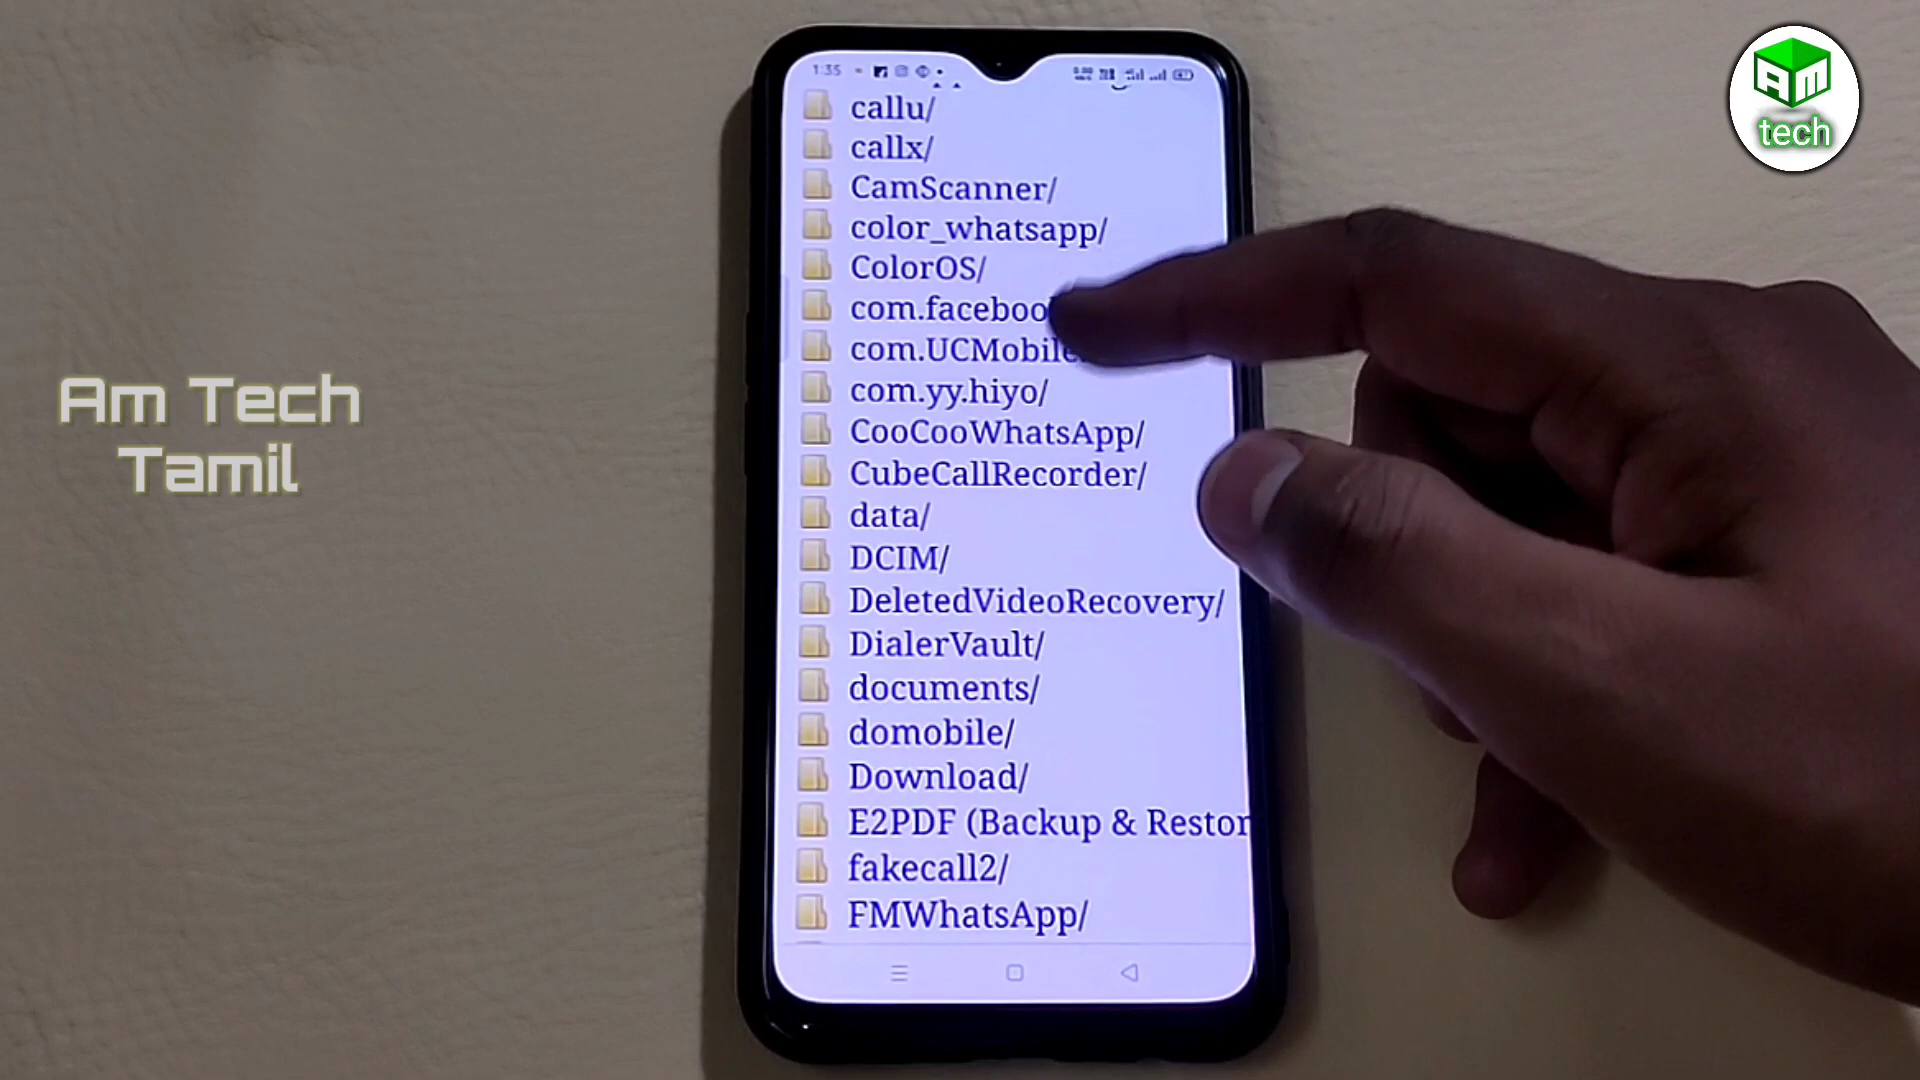 1:35
callu/
callx/
CamScanner/
color_whatsapp/
ColorOS/
com.faceboo
com.UCMobile
com.yy.hiyo/
CooCooWhatsApp/
CubeCallRecorder/
data/
DCIM/
DeletedVideoRecovery/
DialerVault/
documents/
domobile/
Download/
E2PDF (Backup & Restor
fakecall2/
FMWhatsApp/
Am Tech
Tamil
AM
tech